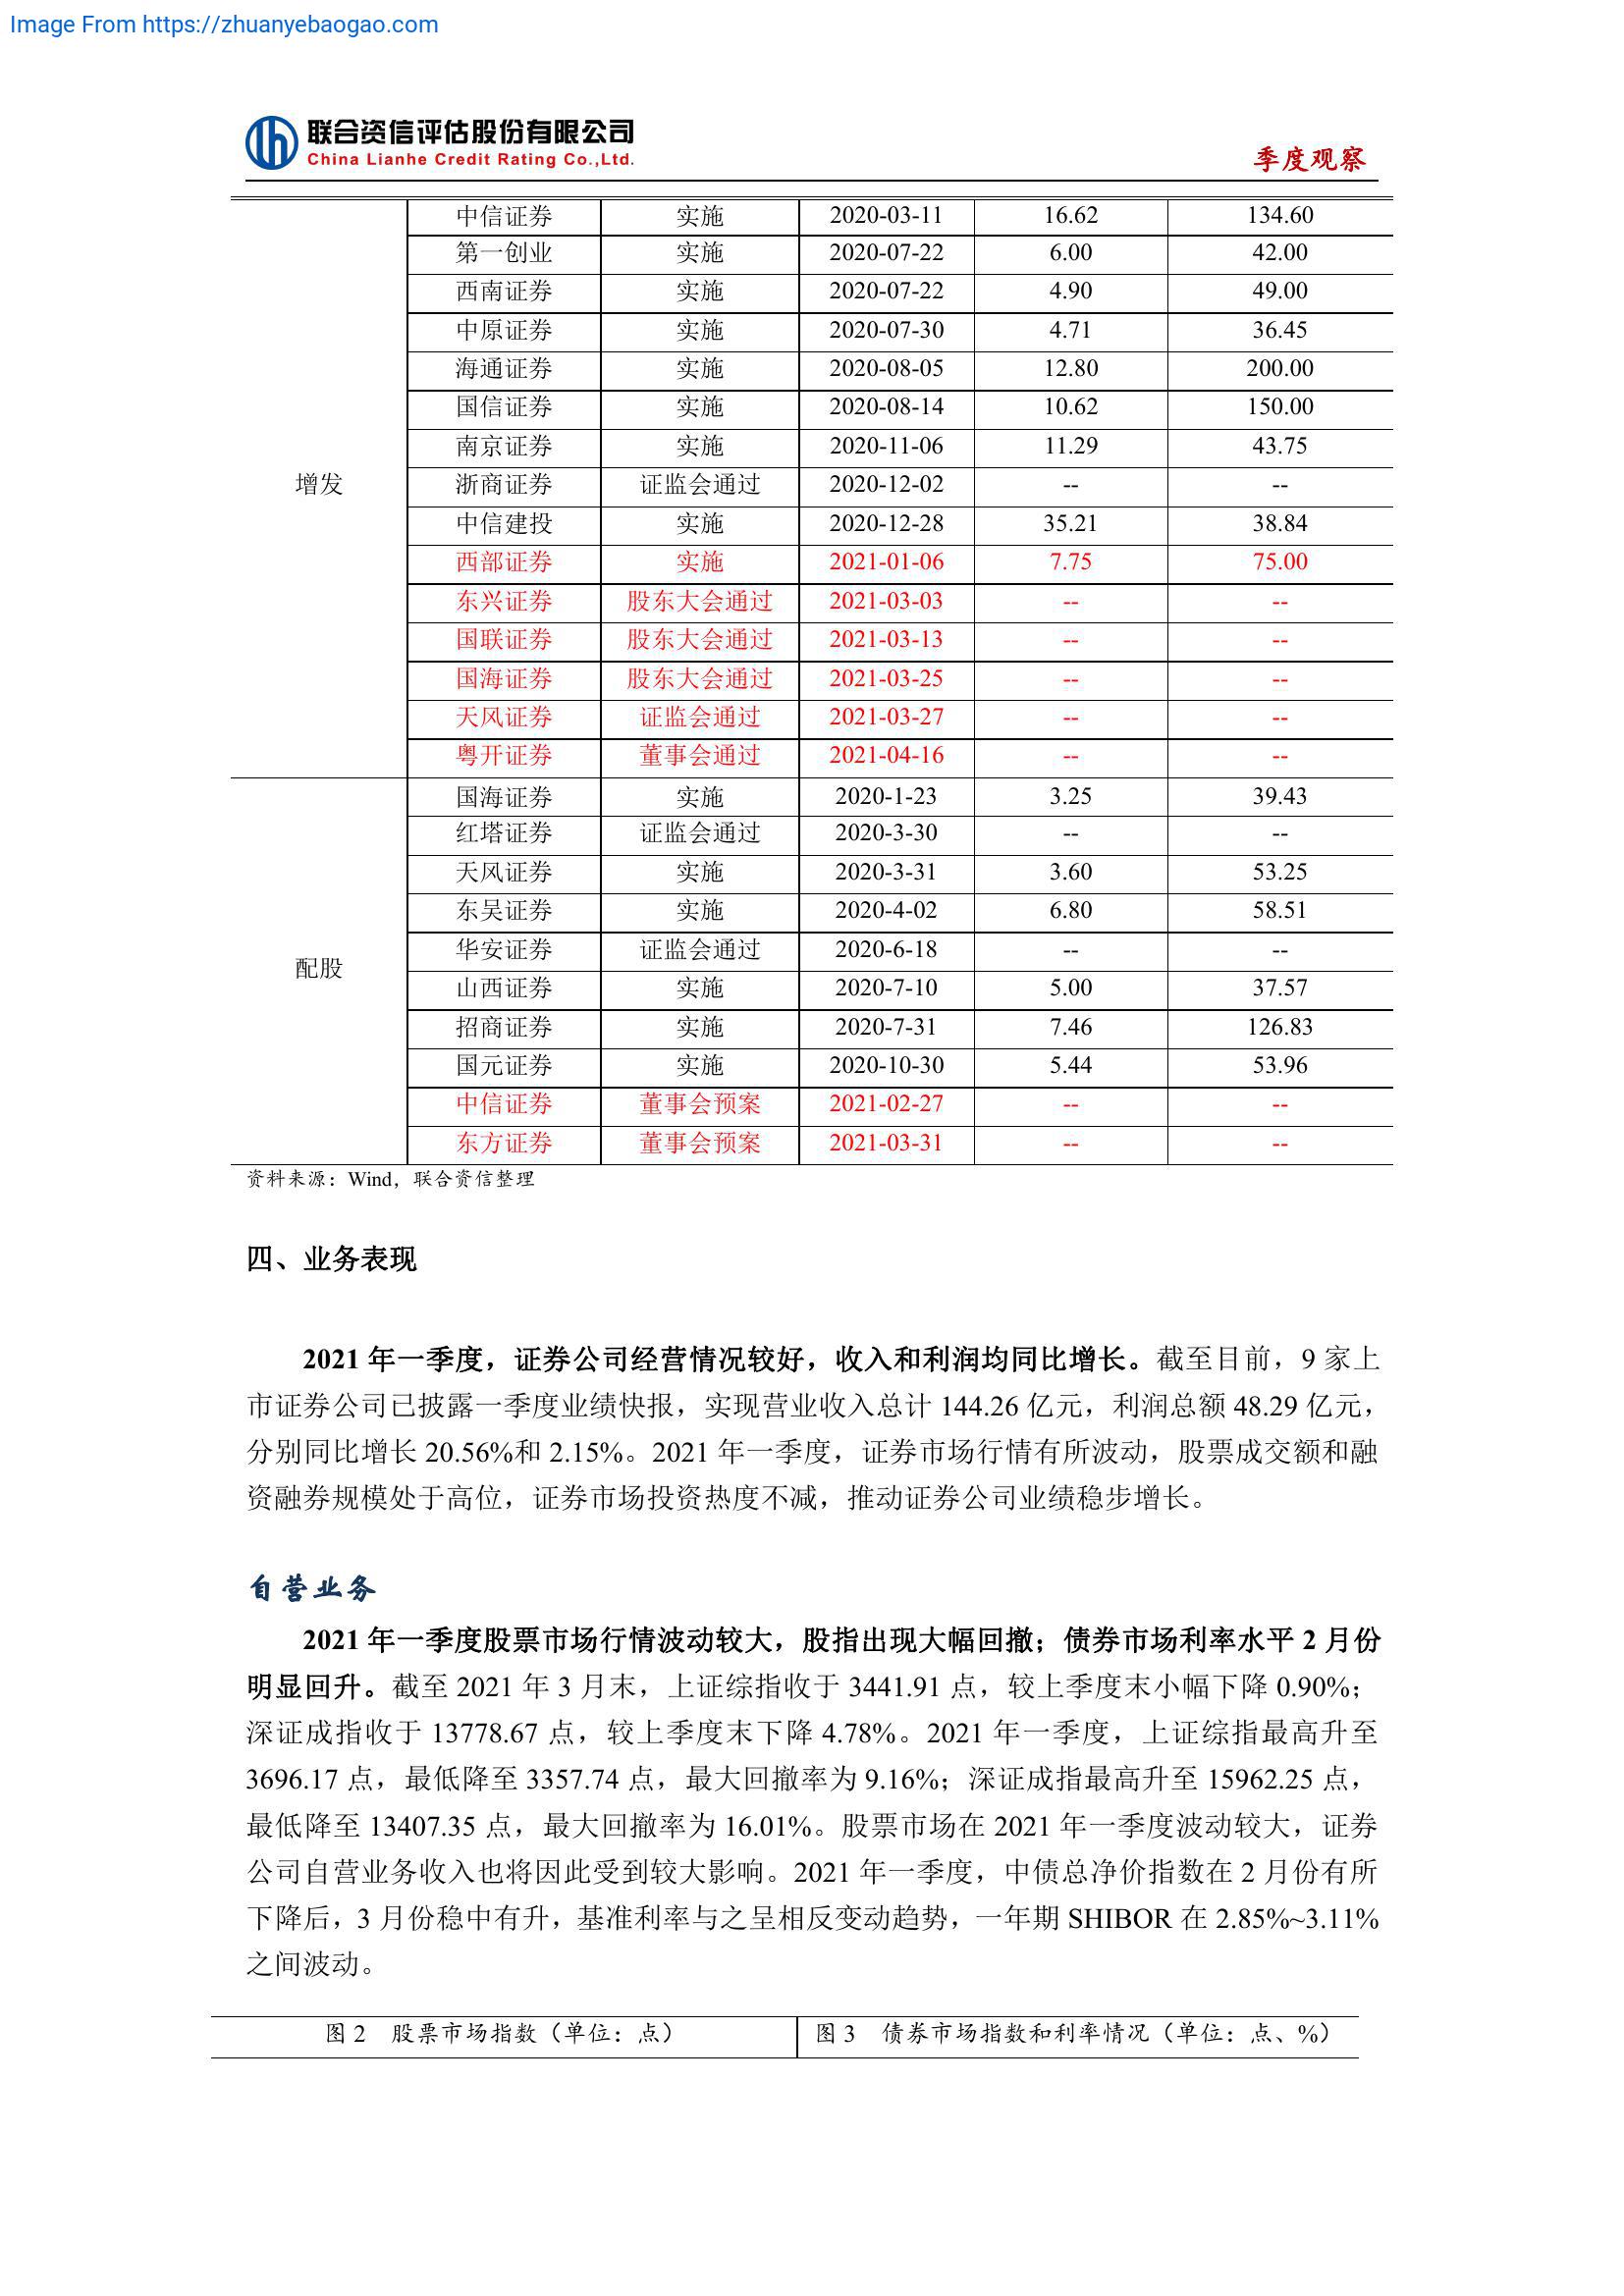 Image From https://zhuanyebaogao.com
联合资信评估股份有限公司
China Lianhe Credit Rating Co.,Ltd.
季度观察
增发
中信证券 实施 2020-03-11 16.62 134.60
第一创业 实施 2020-07-22 6.00 42.00
西南证券 实施 2020-07-22 4.90 49.00
中原证券 实施 2020-07-30 4.71 36.45
海通证券 实施 2020-08-05 12.80 200.00
国信证券 实施 2020-08-14 10.62 150.00
南京证券 实施 2020-11-06 11.29 43.75
浙商证券 证监会通过 2020-12-02 -- --
中信建投 实施 2020-12-28 35.21 38.84
西部证券 实施 2021-01-06 7.75 75.00
东兴证券 股东大会通过 2021-03-03 -- --
国联证券 股东大会通过 2021-03-13 -- --
国海证券 股东大会通过 2021-03-25 -- --
天风证券 证监会通过 2021-03-27 -- --
粤开证券 董事会通过 2021-04-16 -- --
配股
国海证券 实施 2020-1-23 3.25 39.43
红塔证券 证监会通过 2020-3-30 -- --
天风证券 实施 2020-3-31 3.60 53.25
东吴证券 实施 2020-4-02 6.80 58.51
华安证券 证监会通过 2020-6-18 -- --
山西证券 实施 2020-7-10 5.00 37.57
招商证券 实施 2020-7-31 7.46 126.83
国元证券 实施 2020-10-30 5.44 53.96
中信证券 董事会预案 2021-02-27 -- --
东方证券 董事会预案 2021-03-31 -- --
资料来源：Wind，联合资信整理
四、业务表现
2021 年一季度，证券公司经营情况较好，收入和利润均同比增长。截至目前，9 家上
市证券公司已披露一季度业绩快报，实现营业收入总计 144.26 亿元，利润总额 48.29 亿元，
分别同比增长 20.56%和 2.15%。2021 年一季度，证券市场行情有所波动，股票成交额和融
资融券规模处于高位，证券市场投资热度不减，推动证券公司业绩稳步增长。
自营业务
2021 年一季度股票市场行情波动较大，股指出现大幅回撤；债券市场利率水平 2 月份
明显回升。截至 2021 年 3 月末，上证综指收于 3441.91 点，较上季度末小幅下降 0.90%；
深证成指收于 13778.67 点，较上季度末下降 4.78%。2021 年一季度，上证综指最高升至
3696.17 点，最低降至 3357.74 点，最大回撤率为 9.16%；深证成指最高升至 15962.25 点，
最低降至 13407.35 点，最大回撤率为 16.01%。股票市场在 2021 年一季度波动较大，证券
公司自营业务收入也将因此受到较大影响。2021 年一季度，中债总净价指数在 2 月份有所
下降后，3 月份稳中有升，基准利率与之呈相反变动趋势，一年期 SHIBOR 在 2.85%~3.11%
之间波动。
图 2 股票市场指数（单位：点）
图 3 债券市场指数和利率情况（单位：点、%）